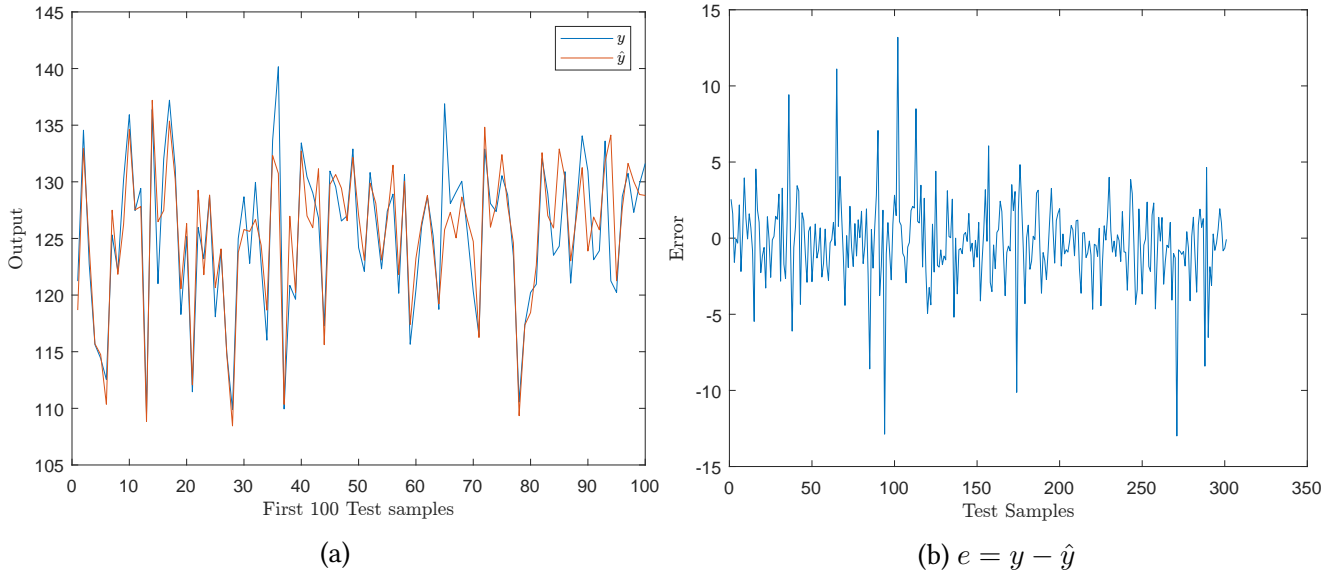 145
140
135
130
125
120
115
110
105
Output
0 10 20 30 40 50 60 70 80 90 100
First 100 Test samples
y
ŷ
(a)
15
10
5
0
-5
-10
-15
Error
0 50 100 150 200 250 300 350
Test Samples
(b) e = y − ŷ